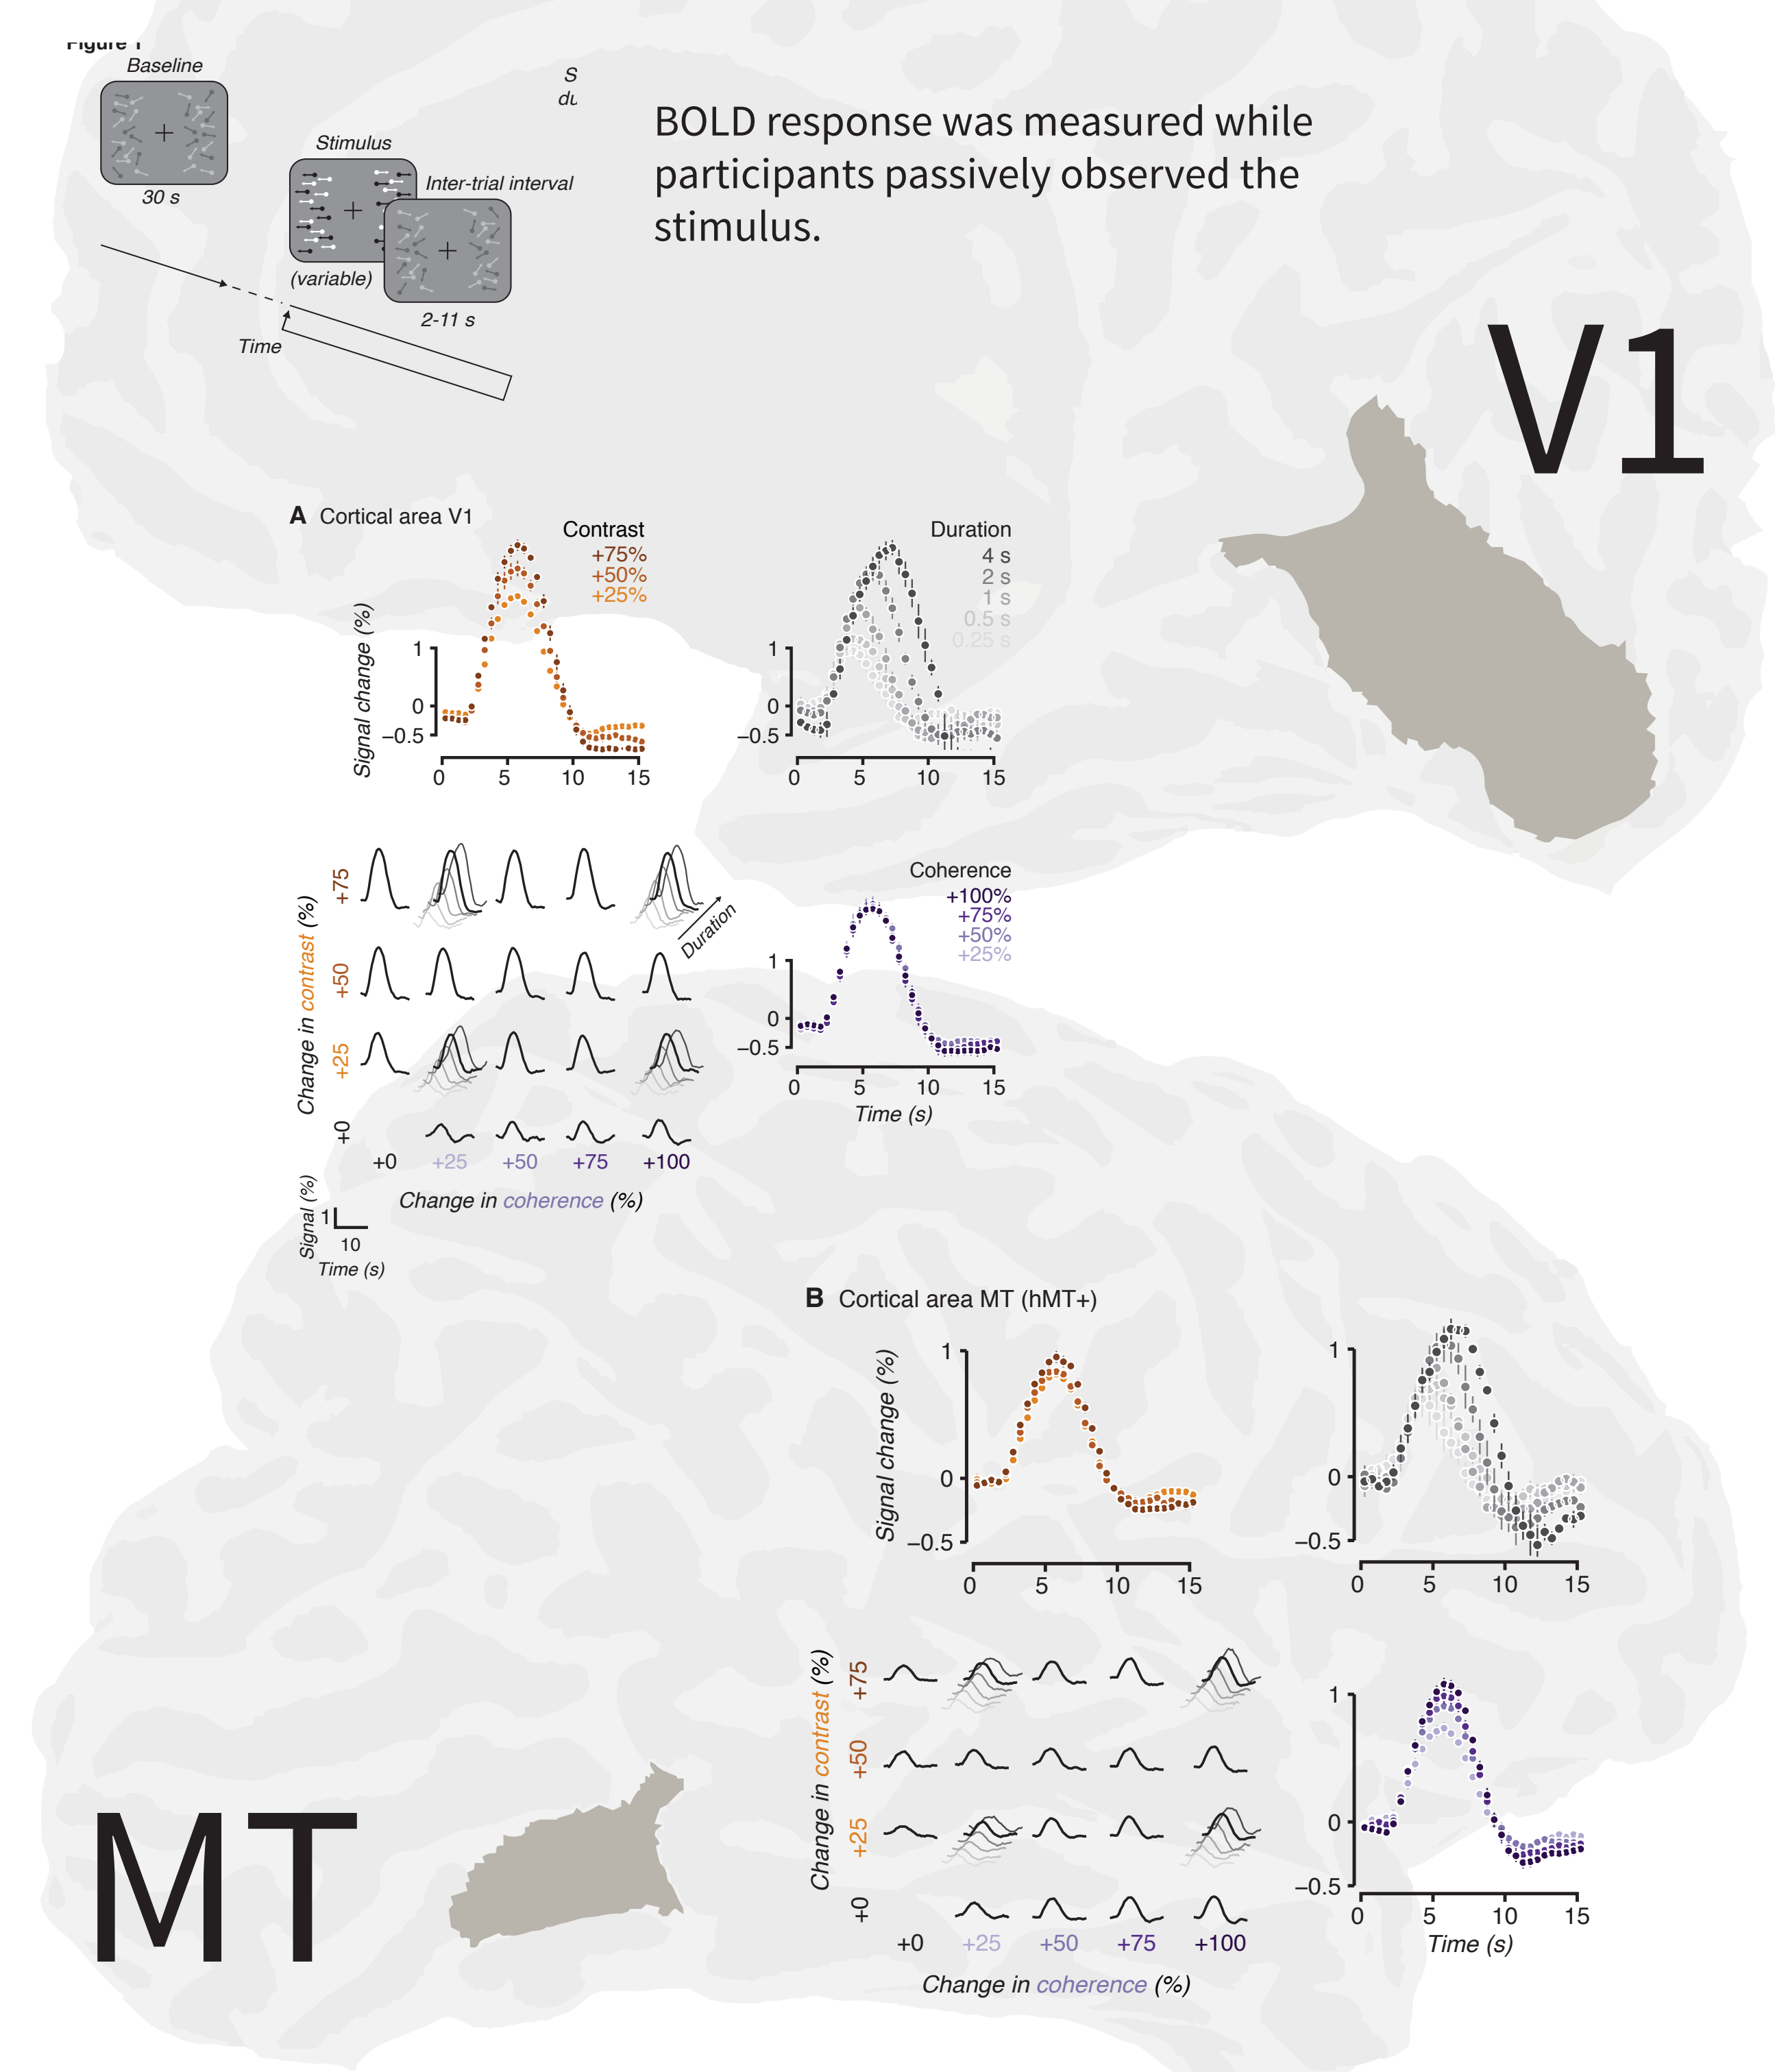 Figure 1
Baseline
30 s
Stimulus
(variable)
Inter-trial interval
2-11 s
Time
S
BOLD response was measured while
participants passively observed the
stimulus.
V1
A Cortical area V1
Contrast
+75%
+50%
+25%
Signal change (%)
1
0
−0.5
0 5 10 15
Duration
4 s
2 s
1 s
0.5 s
0.25 s
1
0
−0.5
0 5 10 15
Change in contrast (%)
+75
+50
+25
+0
Duration
+0 +25 +50 +75 +100
Change in coherence (%)
Signal (%)
1
10
Time (s)
Coherence
+100%
+75%
+50%
+25%
1
0
−0.5
0 5 10 15
Time (s)
B Cortical area MT (hMT+)
Signal change (%)
1
0
−0.5
0 5 10 15
1
0
−0.5
0 5 10 15
Change in contrast (%)
+75
+50
+25
+0
+0 +25 +50 +75 +100
Change in coherence (%)
1
0
−0.5
0 5 10 15
Time (s)
MT